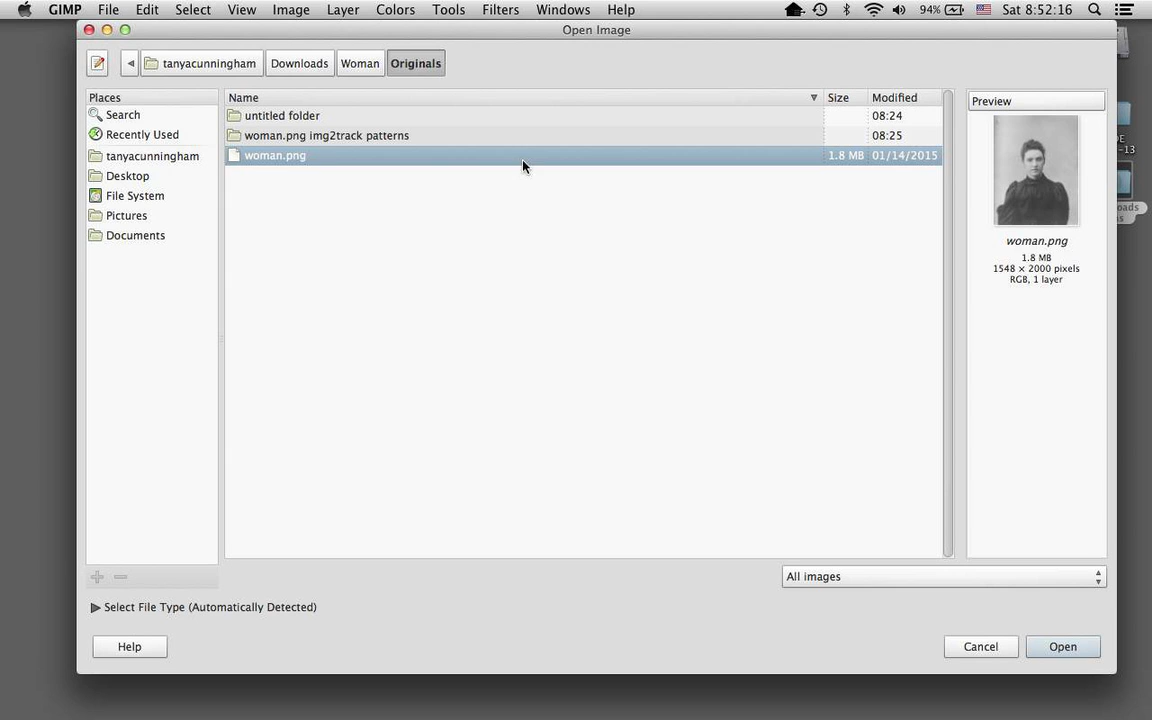 GIMP File Edit Select View Image Layer Colors Tools Filters Windows Help 94% Sat 8:52:16
Open Image
tanyacunningham Downloads Woman Originals
Places
Search
Recently Used
tanyacunningham
Desktop
File System
Pictures
Documents
Name Size Modified
untitled folder 08:24
woman.png img2track patterns 08:25
woman.png 1.8 MB 01/14/2015
Preview
woman.png
1.8 MB
1548 × 2000 pixels
RGB, 1 layer
All images
Select File Type (Automatically Detected)
Help Cancel Open